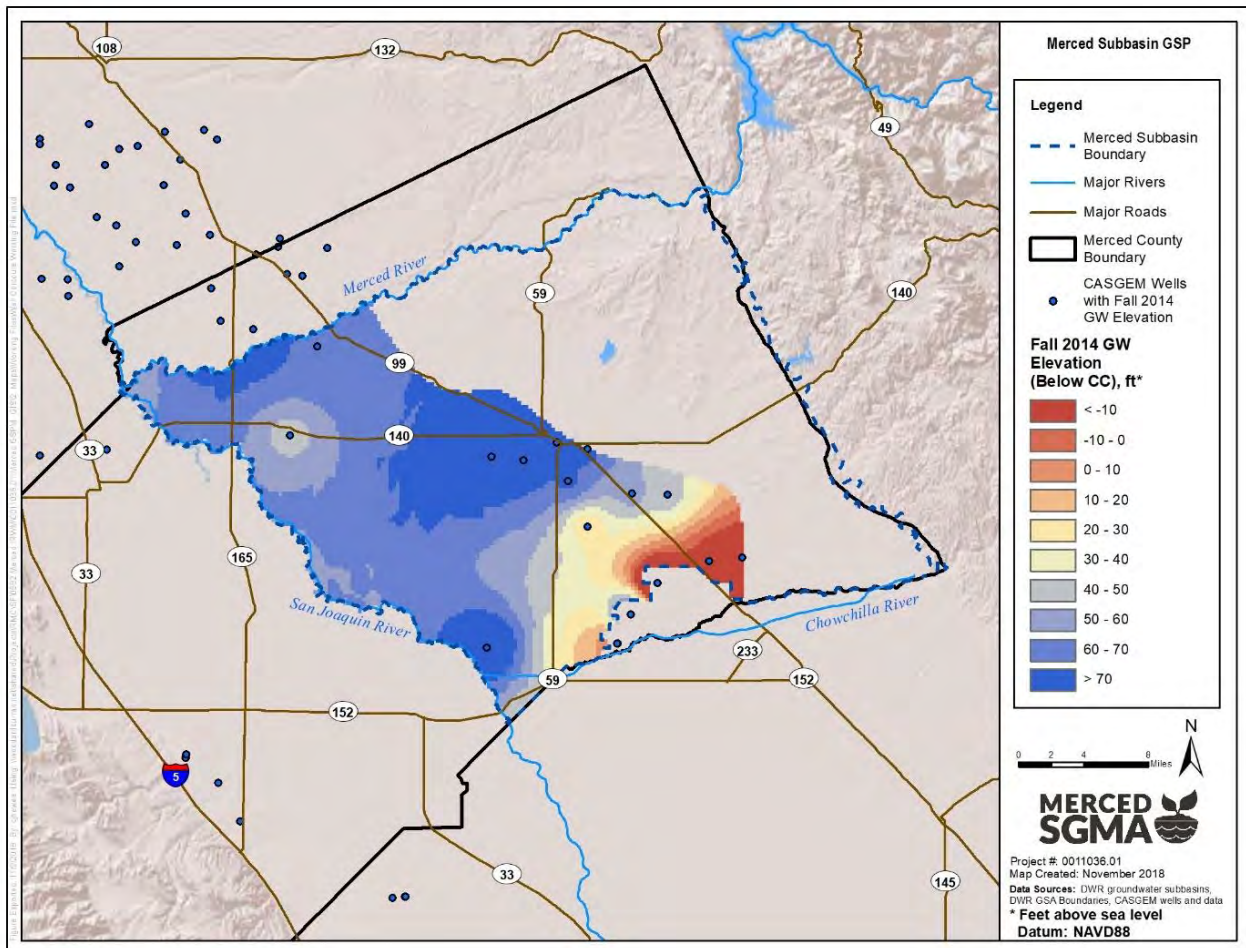 108
132
49
59
140
99
140
33
165
33
59
233
152
152
5
33
145
Merced River
San Joaquin River
Chowchilla River
Merced Subbasin GSP
Legend
Merced Subbasin
Boundary
Major Rivers
Major Roads
Merced County
Boundary
CASGEM Wells
with Fall 2014
GW Elevation
Fall 2014 GW
Elevation
(Below CC), ft*
< -10
-10 - 0
0 - 10
10 - 20
20 - 30
30 - 40
40 - 50
50 - 60
60 - 70
> 70
N
0 2 4 8
Miles
MERCED
SGMA
Project #: 0011036.01
Map Created: November 2018
Data Sources: DWR groundwater subbasins,
DWR GSA Boundaries, CASGEM wells and data
* Feet above sea level
Datum: NAVD88